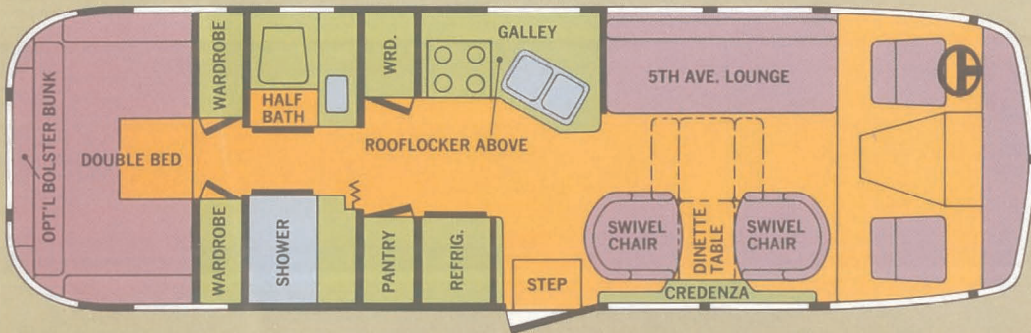 OPT'L BOLSTER BUNK
DOUBLE BED
WARDROBE
HALF
BATH
WRD.
GALLEY
ROOFLOCKER ABOVE
5TH AVE. LOUNGE
WARDROBE
SHOWER
PANTRY
REFRIG.
STEP
SWIVEL
CHAIR
DINETTE
TABLE
SWIVEL
CHAIR
CREDENZA